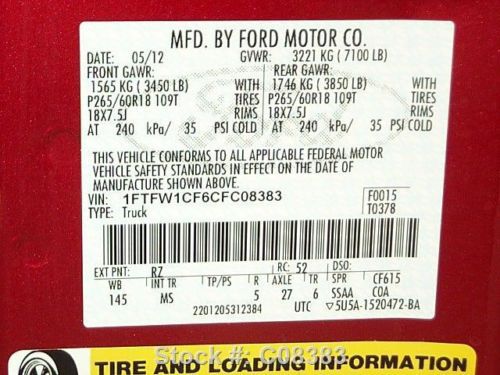 MFD. BY FORD MOTOR CO.
DATE: 05/12 GVWR: 3221 KG (7100 LB)
FRONT GAWR: REAR GAWR:
1565 KG (3450 LB) WITH 1746 KG (3850 LB) WITH
P265/60R18 109T TIRES P265/60R18 109T TIRES
18X7.5J RIMS 18X7.5J RIMS
AT 240 kPa/ 35 PSI COLD AT 240 kPa/ 35 PSI COLD
THIS VEHICLE CONFORMS TO ALL APPLICABLE FEDERAL MOTOR
VEHICLE SAFETY STANDARDS IN EFFECT ON THE DATE OF
MANUFACTURE SHOWN ABOVE.
VIN: 1FTFW1CF6CFC08383 F0015
TYPE: Truck T0378
EXT PNT: RZ RC: 52 DSO:
WB INT TR TP/PS R AXLE TR SPR CF615
145 MS 5 27 6 SSAA C0A
2201205312384 UTC ▽5U5A-1520472-BA
TIRE AND LOADING INFORMATION
Stock #: C08383